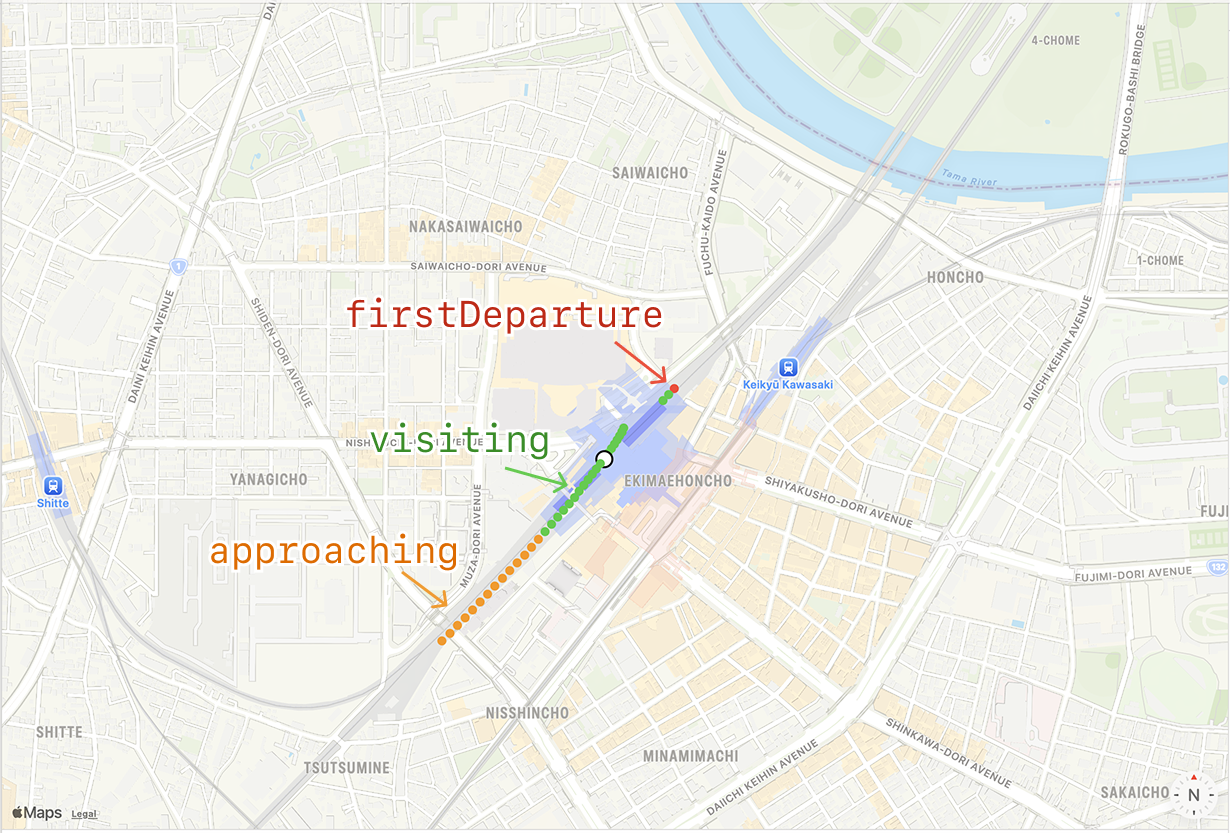 4-CHOME
ROKUGO-BASHI BRIDGE
Tama River
SAIWAICHO
FUCHU-KAIDO AVENUE
NAKASAIWAICHO
1-CHOME
SAIWAICHO-DORI AVENUE
HONCHO
1
DAINI KEIHIN AVENUE
SHIDEN-DORI AVENUE
firstDeparture
DAIICHI KEIHIN AVENUE
Keikyū Kawasaki
visiting
YANAGICHO
EKIMAEHONCHO
SHIYAKUSHO-DORI AVENUE
Shitte
MUZA-DORI AVENUE
FUJI
approaching
FUJIMI-DORI AVENUE
132
NISSHINCHO
SHITTE
MINAMIMACHI
SHINKAWA-DORI AVENUE
TSUTSUMINE
DAIICHI KEIHIN AVENUE
SAKAICHO
N
Maps
Legal